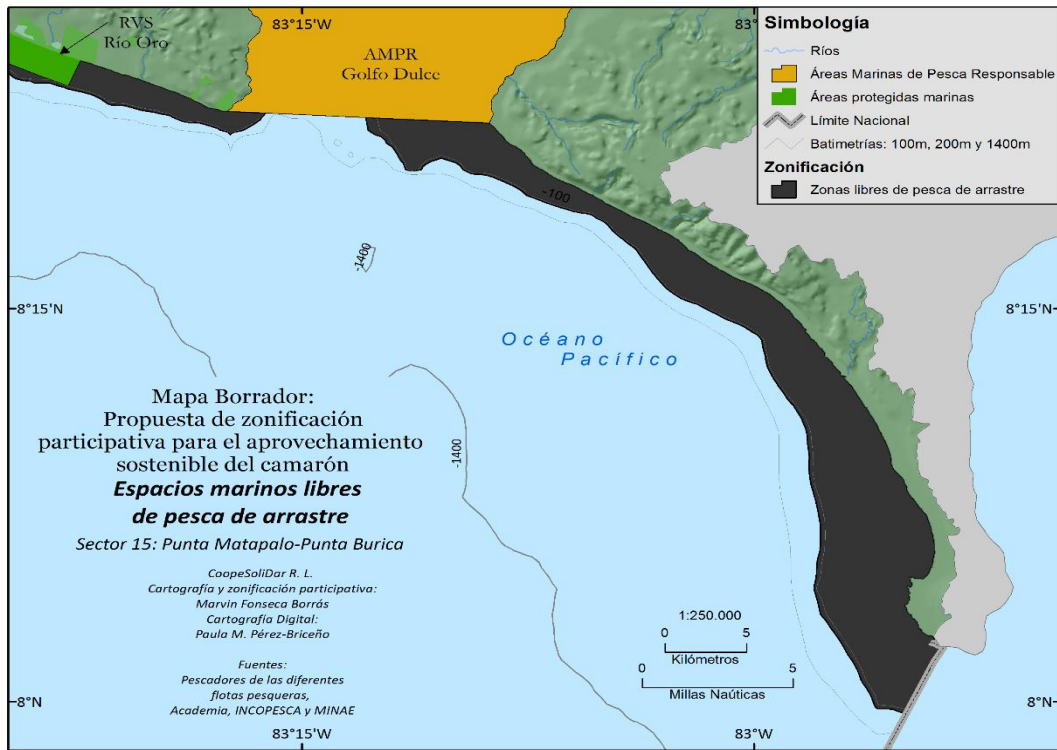 83°15'W
83°W
RVS
Río Oro
AMPR
Golfo Dulce
Simbología
Ríos
Áreas Marinas de Pesca Responsable
Áreas protegidas marinas
Límite Nacional
Batimetrías: 100m, 200m y 1400m
Zonificación
Zonas libres de pesca de arrastre
-100
-1400
8°15'N
8°15'N
Océano
Pacífico
Mapa Borrador:
Propuesta de zonificación
participativa para el aprovechamiento
sostenible del camarón
Espacios marinos libres
de pesca de arrastre
Sector 15: Punta Matapalo-Punta Burica
-1400
CoopeSoliDar R. L.
Cartografía y zonificación participativa:
Marvin Fonseca Borrás
Cartografía Digital:
Paula M. Pérez-Briceño
Fuentes:
Pescadores de las diferentes
flotas pesqueras,
Academia, INCOPESCA y MINAE
1:250.000
0 5
Kilómetros
0 5
Millas Naúticas
8°N
8°N
83°15'W
83°W